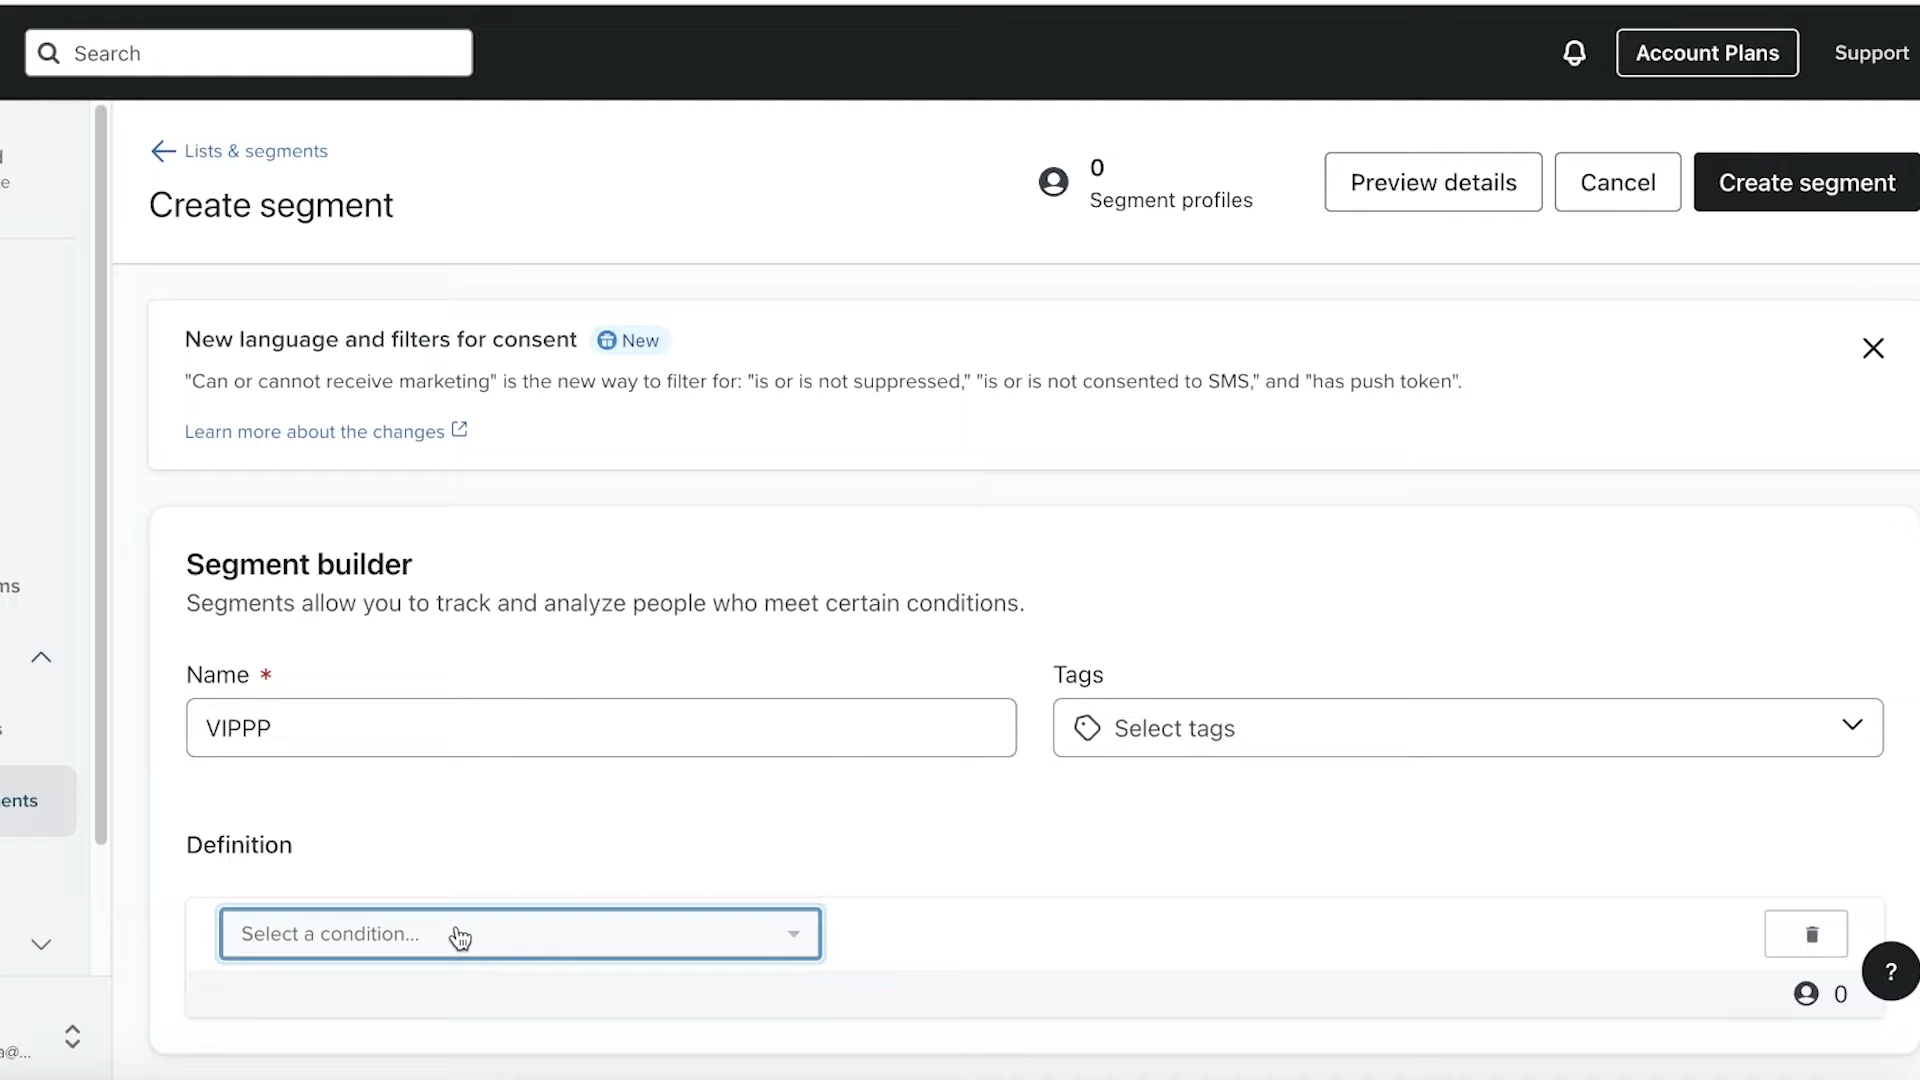 Search
Account Plans
Support
Lists & segments
Create segment
0
Segment profiles
Preview details
Cancel
Create segment
New language and filters for consent
New
"Can or cannot receive marketing" is the new way to filter for: "is or is not suppressed," "is or is not consented to SMS," and "has push token".
Learn more about the changes
Segment builder
Segments allow you to track and analyze people who meet certain conditions.
Name *
Tags
VIPPP
Select tags
ms
ents
Definition
Select a condition...
?
0
a@...